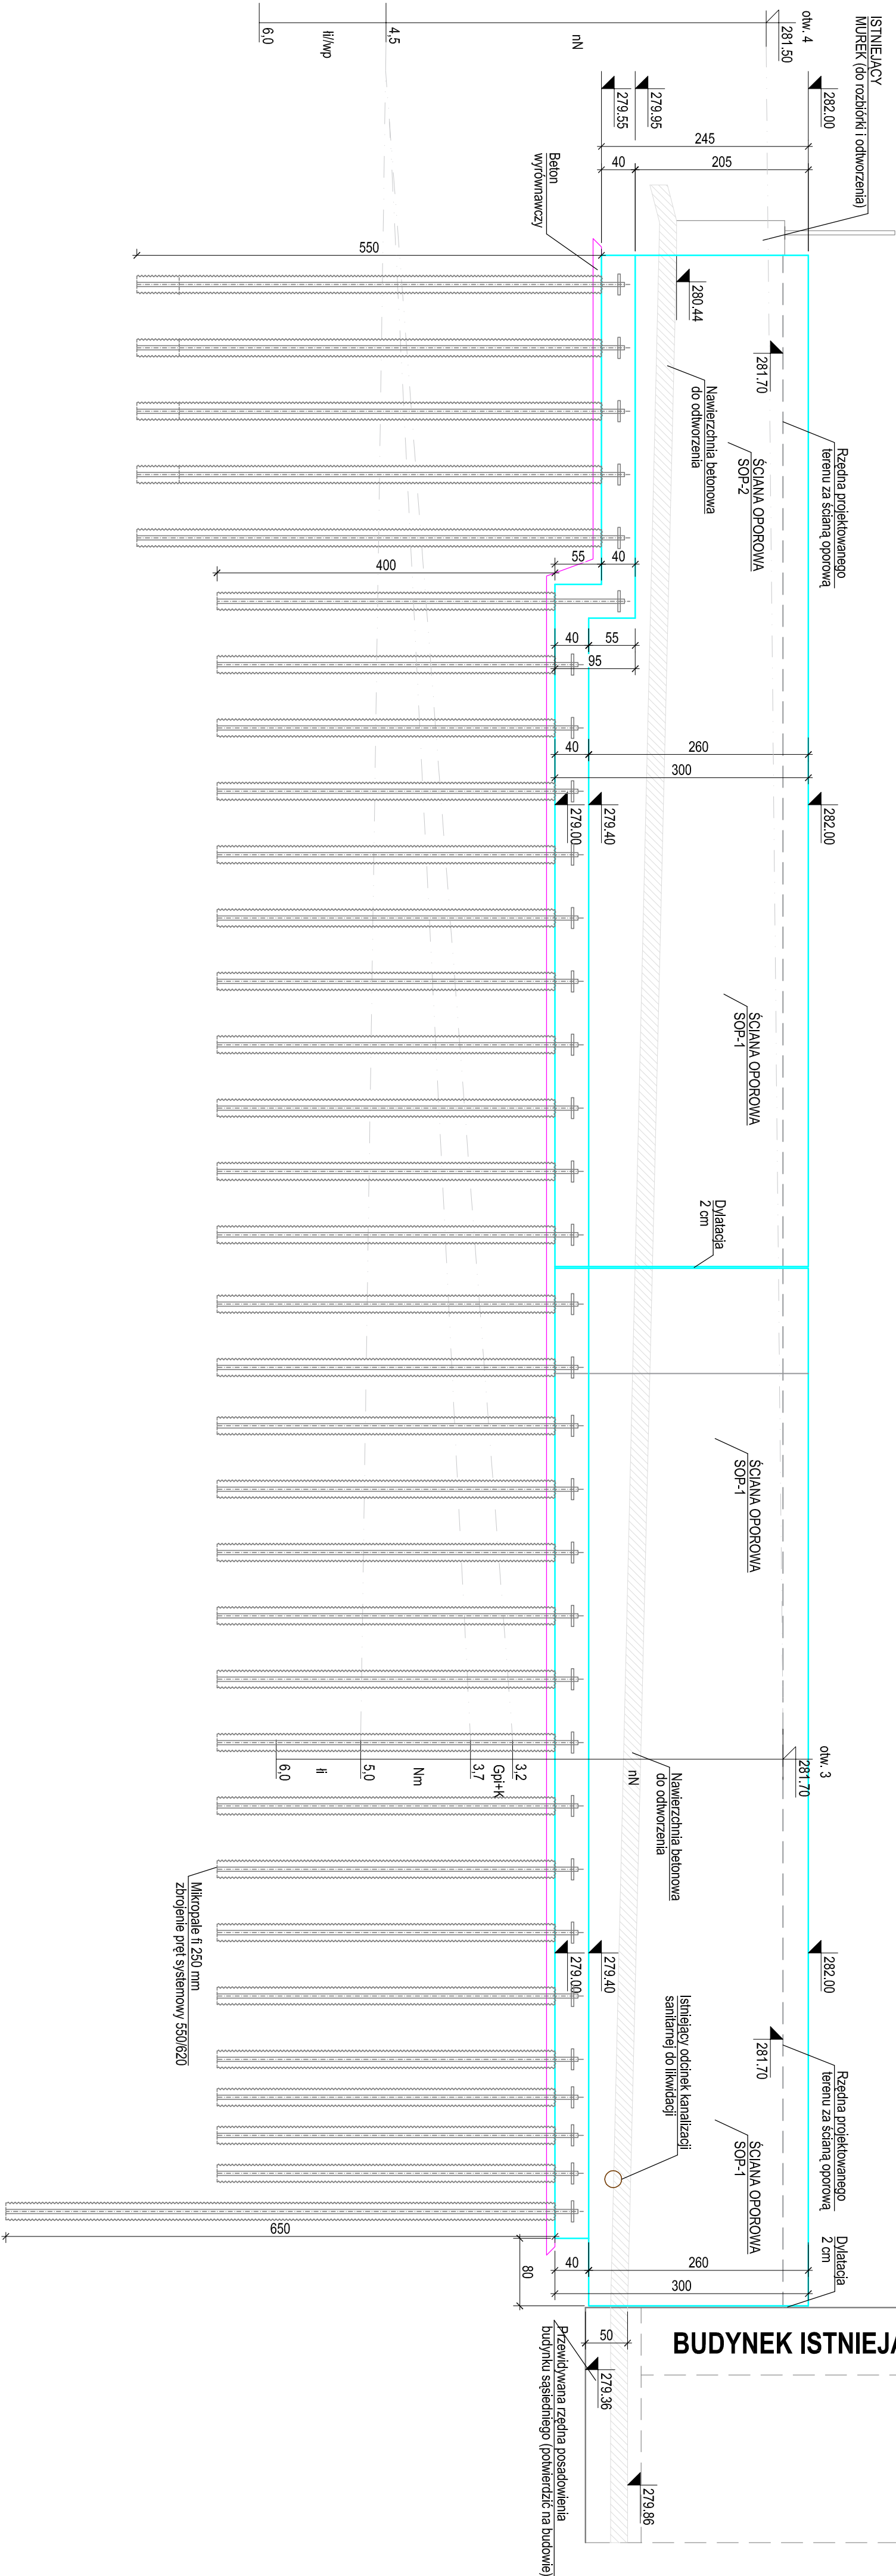 ISTNIEJĄCY
MUREK (do rozbiórki i odtworzenia)
otw. 4
281.50
nN
4,5
łi//wp
6,0
282.00
279.95
279.55
245
205
40
Beton
wyrównawczy
550
280.44
281.70
Nawierzchnia betonowa
do odtworzenia
ŚCIANA OPOROWA
SOP-2
Rzędna projektowanego
terenu za ścianą oporową
55
40
400
40
55
95
40
260
300
282.00
279.40
279.00
ŚCIANA OPOROWA
SOP-1
Dylatacja
2 cm
ŚCIANA OPOROWA
SOP-1
otw. 3
281.70
nN
3,2
Gpi+K
3,7
Nm
5,0
łi
6,0
Nawierzchnia betonowa
do odtworzenia
Mikropale fi 250 mm
zbrojenie pręt systemowy 550/620
282.00
279.40
279.00
Istniejący odcinek kanalizacji
sanitarnej do likwidacji
281.70
Rzędna projektowanego
terenu za ścianą oporową
ŚCIANA OPOROWA
SOP-1
650
80
40
260
300
Dylatacja
2 cm
50
BUDYNEK ISTNIEJĄ
279.36
Przewidywana rzędna posadowienia
budynku sąsiedniego (potwierdzić na budowie)
279.86